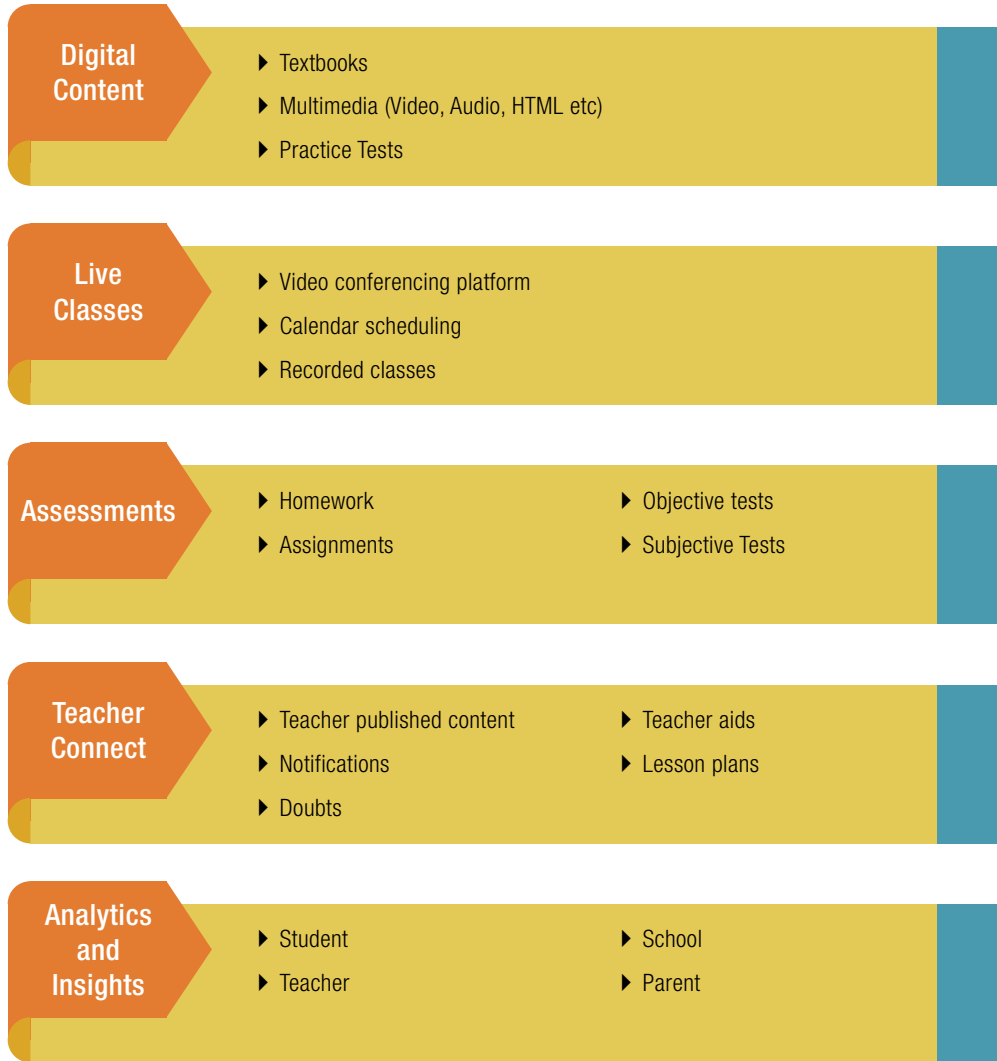 Digital
Content
Textbooks
Multimedia (Video, Audio, HTML etc)
Practice Tests
Live
Classes
Video conferencing platform
Calendar scheduling
Recorded classes
Assessments
Homework
Assignments
Objective tests
Subjective Tests
Teacher
Connect
Teacher published content
Notifications
Doubts
Teacher aids
Lesson plans
Analytics
and
Insights
Student
Teacher
School
Parent